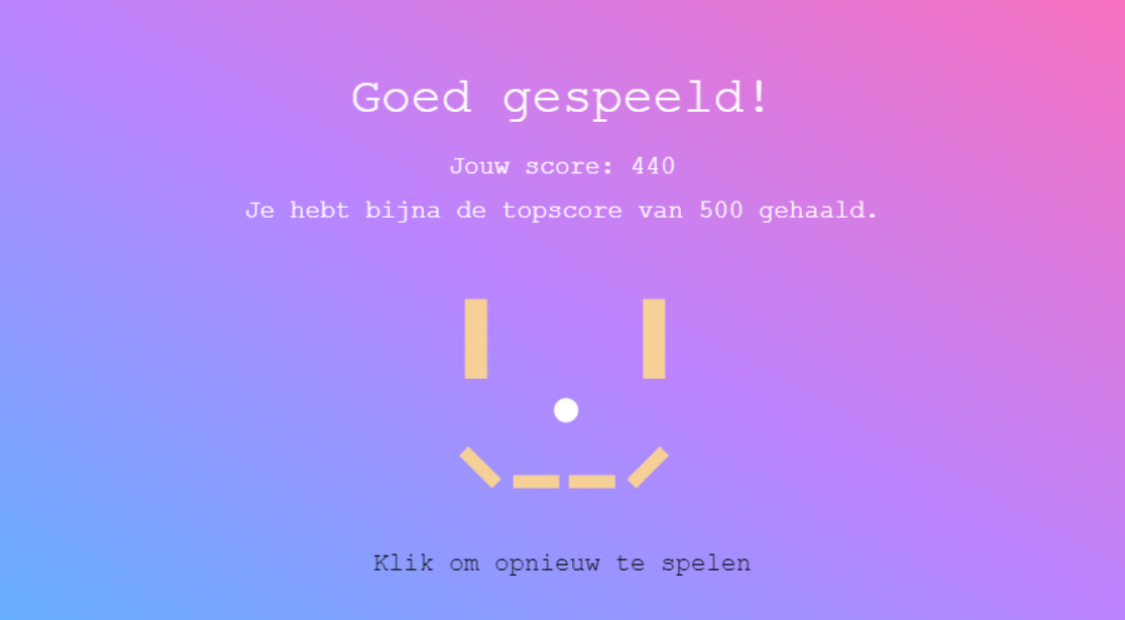 Goed gespeeld!
Jouw score: 440
Je hebt bijna de topscore van 500 gehaald.
Klik om opnieuw te spelen